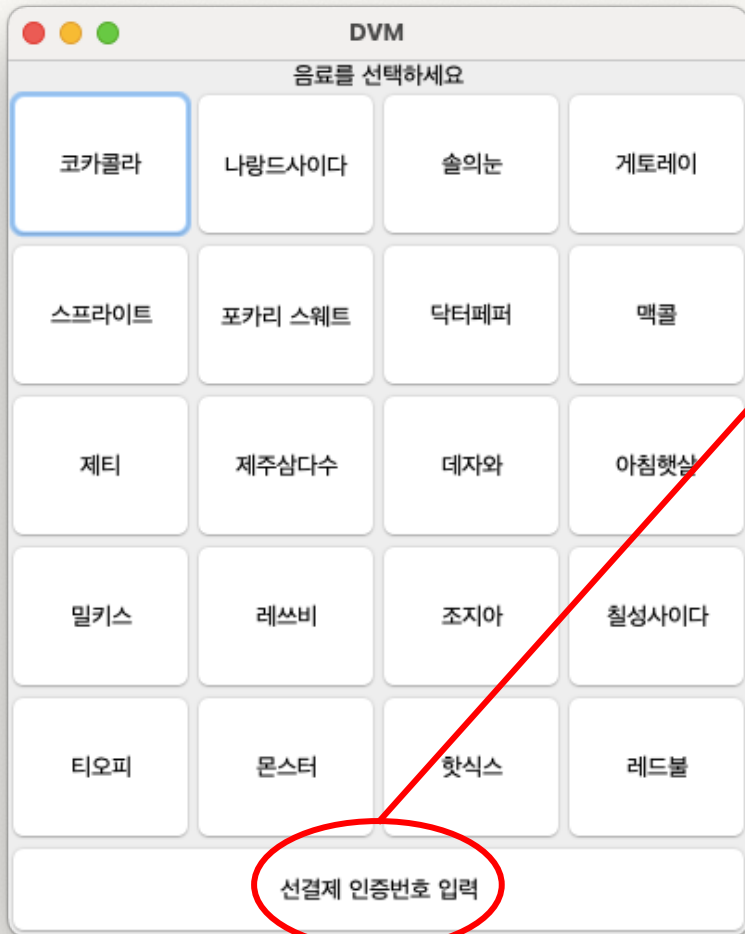 DVM
음료를 선택하세요
코카콜라 나랑드사이다 솔의눈 게토레이
스프라이트 포카리 스웨트 닥터페퍼 맥콜
제티 제주삼다수 데자와 아침햇살
밀키스 레쓰비 조지아 칠성사이다
티오피 몬스터 핫식스 레드불
선결제 인증번호 입력